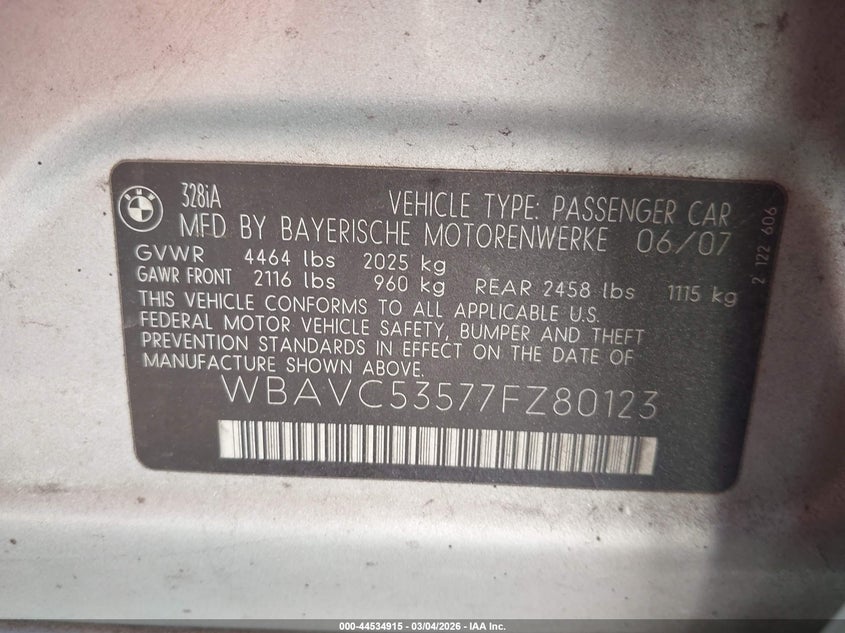 BMW
328iA
VEHICLE TYPE: PASSENGER CAR
MFD BY BAYERISCHE MOTORENWERKE 06/07
GVWR 4464 lbs 2025 kg
GAWR FRONT 2116 lbs 960 kg REAR 2458 lbs 1115 kg
THIS VEHICLE CONFORMS TO ALL APPLICABLE U.S.
FEDERAL MOTOR VEHICLE SAFETY, BUMPER AND THEFT
PREVENTION STANDARDS IN EFFECT ON THE DATE OF
MANUFACTURE SHOWN ABOVE.
WBAVC53577FZ80123
2 122 606
000-44534915 - 03/04/2026 - IAA Inc.